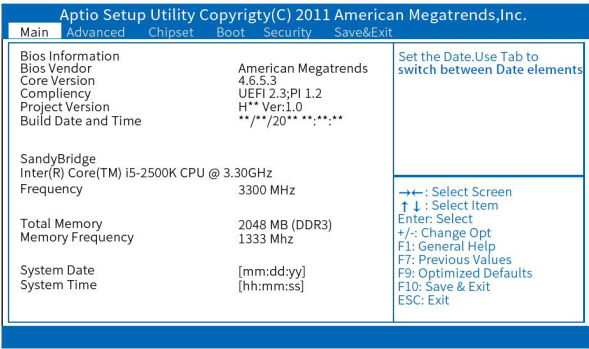 Aptio Setup Utility Copyrigty(C) 2011 American Megatrends,Inc.
Main Advanced Chipset Boot Security Save&Exit
Bios Information
Bios Vendor American Megatrends
Core Version 4.6.5.3
Compliency UEFI 2.3;PI 1.2
Project Version H** Ver:1.0
Build Date and Time **/**/20** **:**:**
SandyBridge
Inter(R) Core(TM) i5-2500K CPU @ 3.30GHz
Frequency 3300 MHz
Total Memory 2048 MB (DDR3)
Memory Frequency 1333 Mhz
System Date [mm:dd:yy]
System Time [hh:mm:ss]
Set the Date.Use Tab to
switch between Date elements
→←: Select Screen
↑↓: Select Item
Enter: Select
+/-: Change Opt
F1: General Help
F7: Previous Values
F9: Optimized Defaults
F10: Save & Exit
ESC: Exit